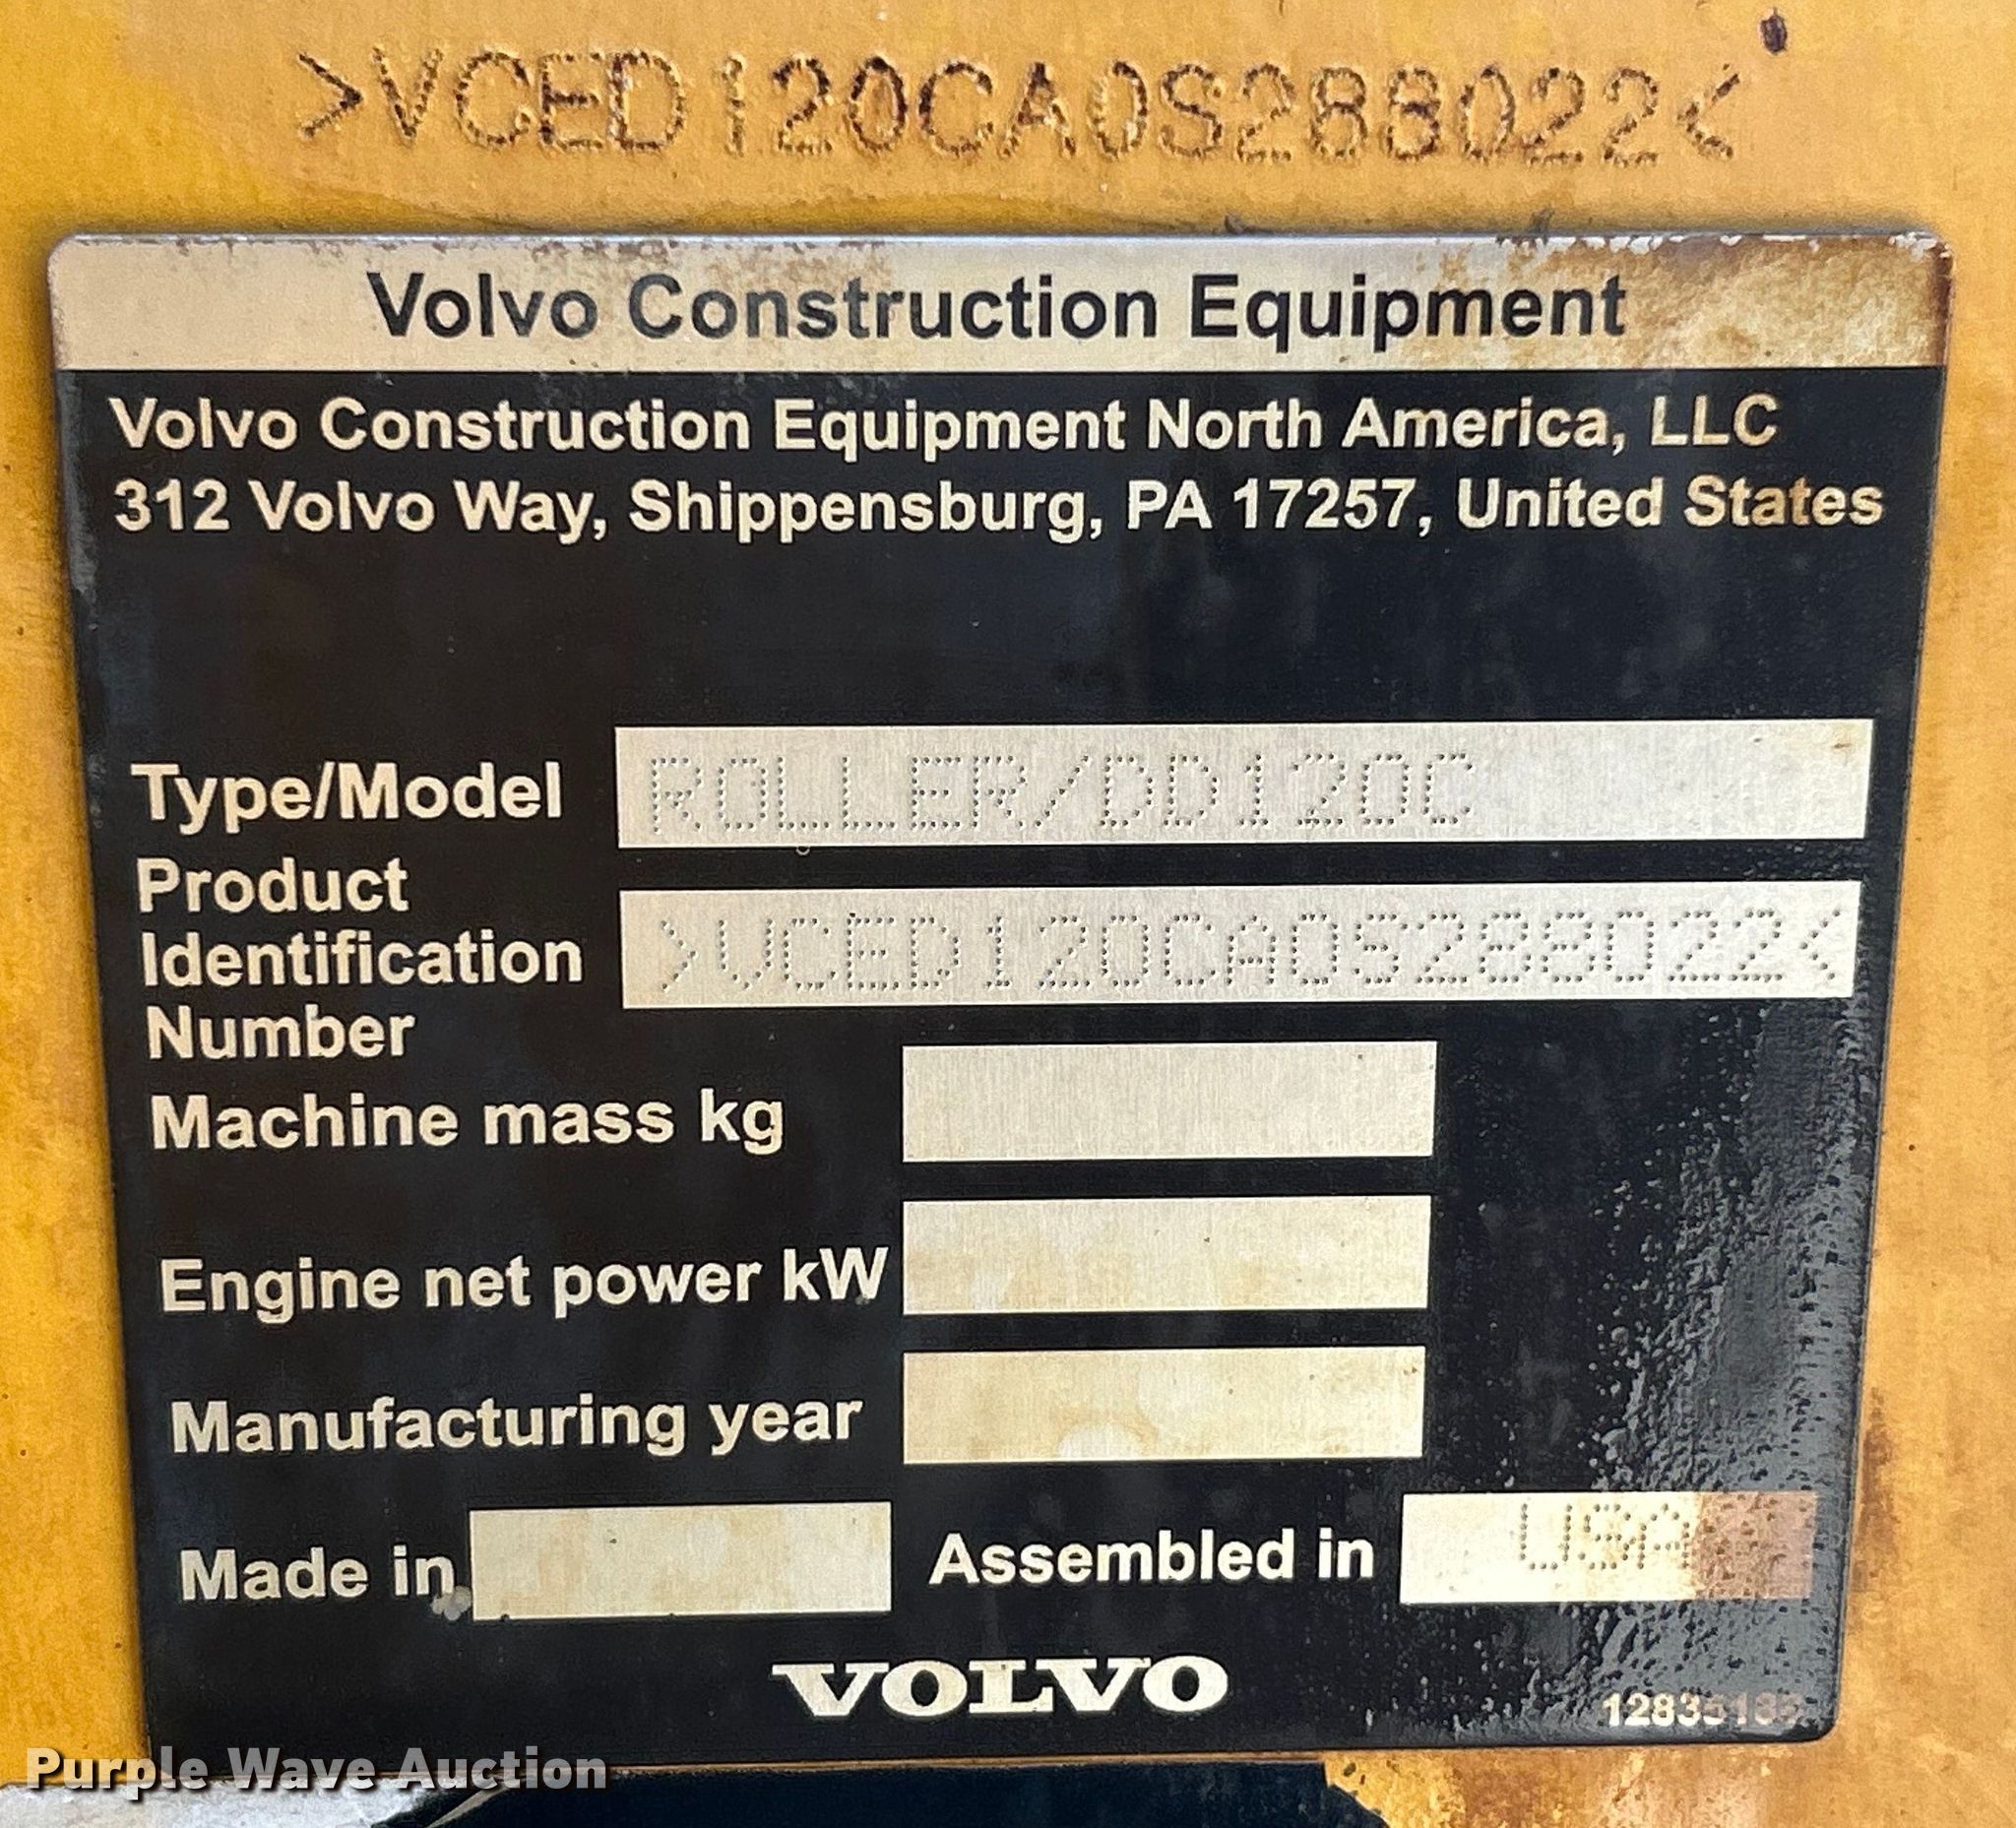 >VCED120CA0S288022<
Volvo Construction Equipment
Volvo Construction Equipment North America, LLC
312 Volvo Way, Shippensburg, PA 17257, United States
Type/Model ROLLER/DD120C
Product
Identification
Number
>VCED120CA0S288022<
Machine mass kg
Engine net power kW
Manufacturing year
Made in
Assembled in USA
VOLVO
Purple Wave Auction